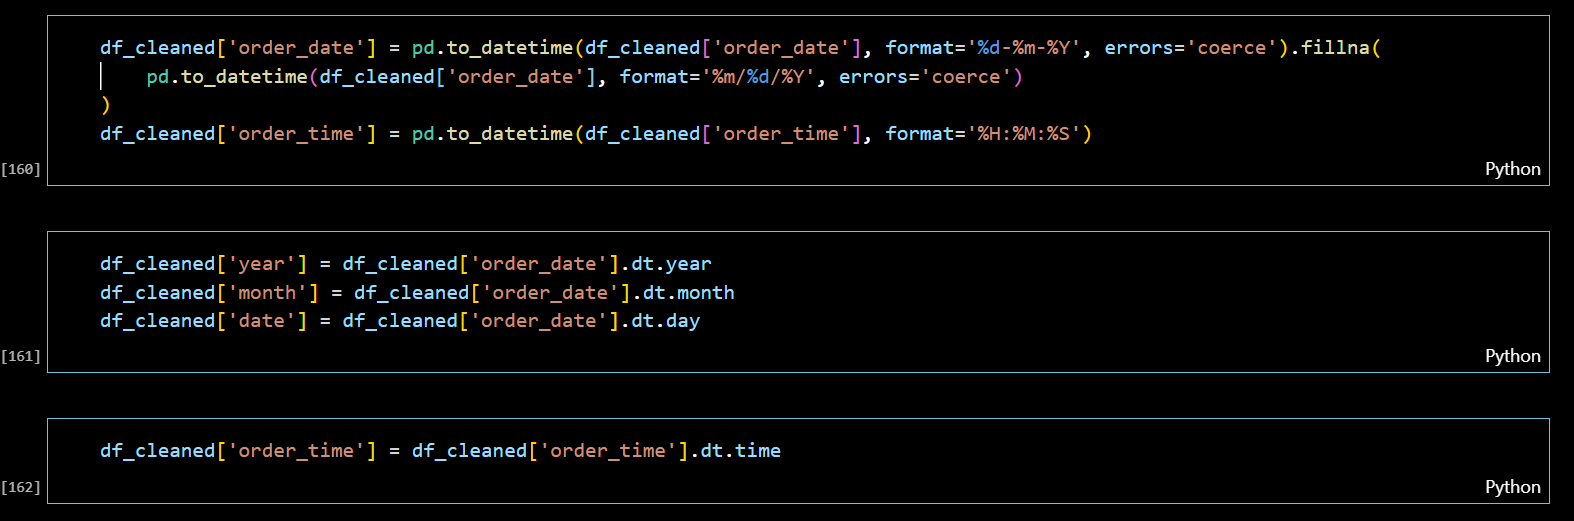 df_cleaned['order_date'] = pd.to_datetime(df_cleaned['order_date'], format='%d-%m-%Y', errors='coerce').fillna(
    pd.to_datetime(df_cleaned['order_date'], format='%m/%d/%Y', errors='coerce')
)
df_cleaned['order_time'] = pd.to_datetime(df_cleaned['order_time'], format='%H:%M:%S')
[160]
Python
df_cleaned['year'] = df_cleaned['order_date'].dt.year
df_cleaned['month'] = df_cleaned['order_date'].dt.month
df_cleaned['date'] = df_cleaned['order_date'].dt.day
[161]
Python
df_cleaned['order_time'] = df_cleaned['order_time'].dt.time
[162]
Python